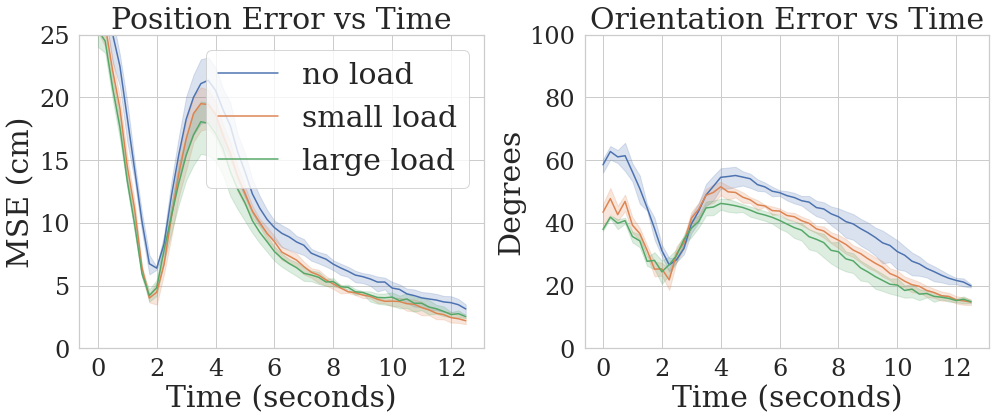 Position Error vs Time
25
20
15
10
5
0
MSE (cm)
no load
small load
large load
0 2 4 6 8 10 12
Time (seconds)
Orientation Error vs Time
100
80
60
40
20
0
Degrees
0 2 4 6 8 10 12
Time (seconds)